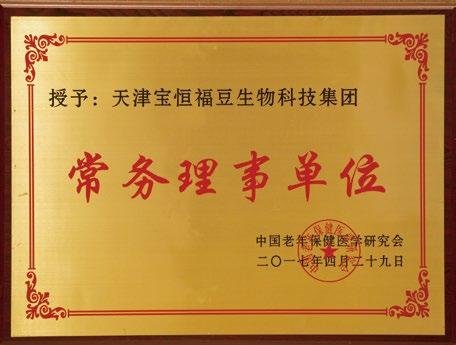 授予：天津宝恒福豆生物科技集团
常务理事单位
中国老年保健医学研究会
二〇一七年四月二十九日